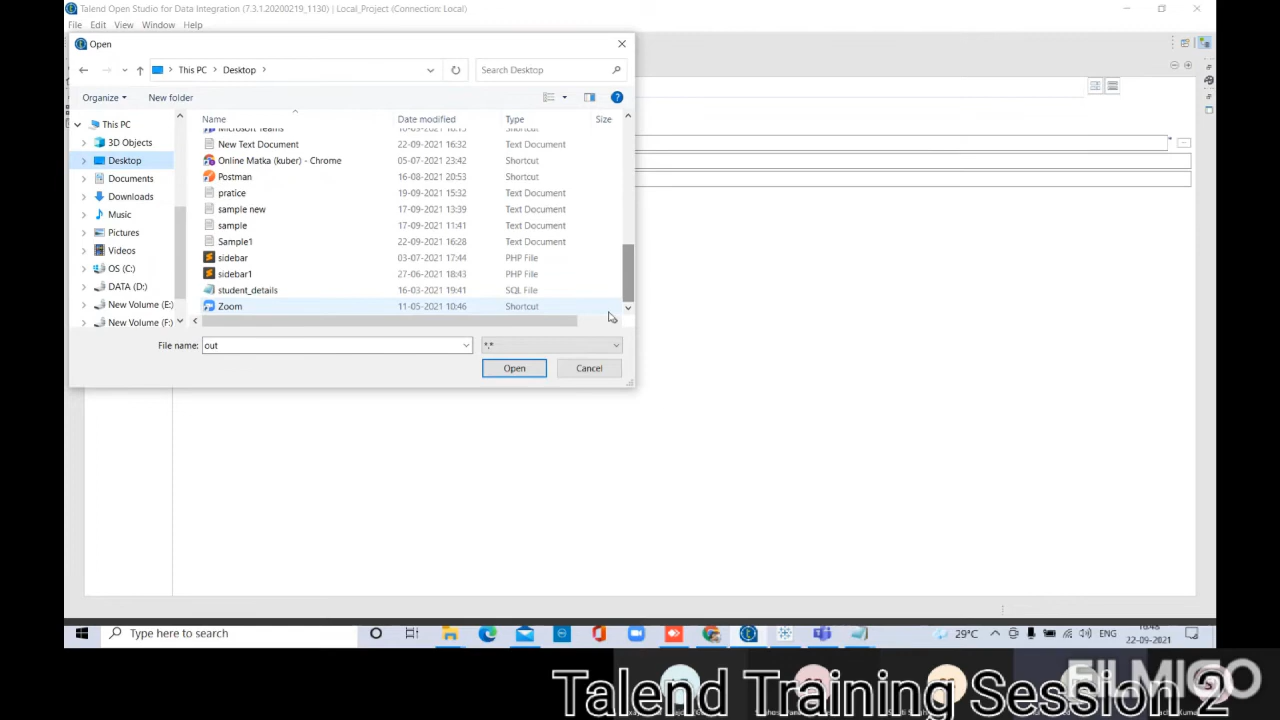 Talend Open Studio for Data Integration (7.3.1.20200219_1130) | Local_Project (Connection: Local)
File Edit View Window Help
Open
This PC Desktop
Search Desktop
Organize New folder
Name Date modified Type Size
This PC
3D Objects
Desktop
Documents
Downloads
Music
Pictures
Videos
OS (C:)
DATA (D:)
New Volume (E:)
New Volume (F:)
Microsoft Teams Shortcut
New Text Document 22-09-2021 16:32 Text Document
Online Matka (kuber) - Chrome 05-07-2021 23:42 Shortcut
Postman 16-08-2021 20:53 Shortcut
pratice 19-09-2021 15:32 Text Document
sample new 17-09-2021 13:39 Text Document
sample 17-09-2021 11:41 Text Document
Sample1 22-09-2021 16:28 Text Document
sidebar 03-07-2021 17:44 PHP File
sidebar1 27-06-2021 18:43 PHP File
student_details 16-03-2021 19:41 SQL File
Zoom 11-05-2021 10:46 Shortcut
File name: out *.*
Open Cancel
Type here to search
29°C
ENG
22-09-2021
Talend Training Session 2
FILMIGO